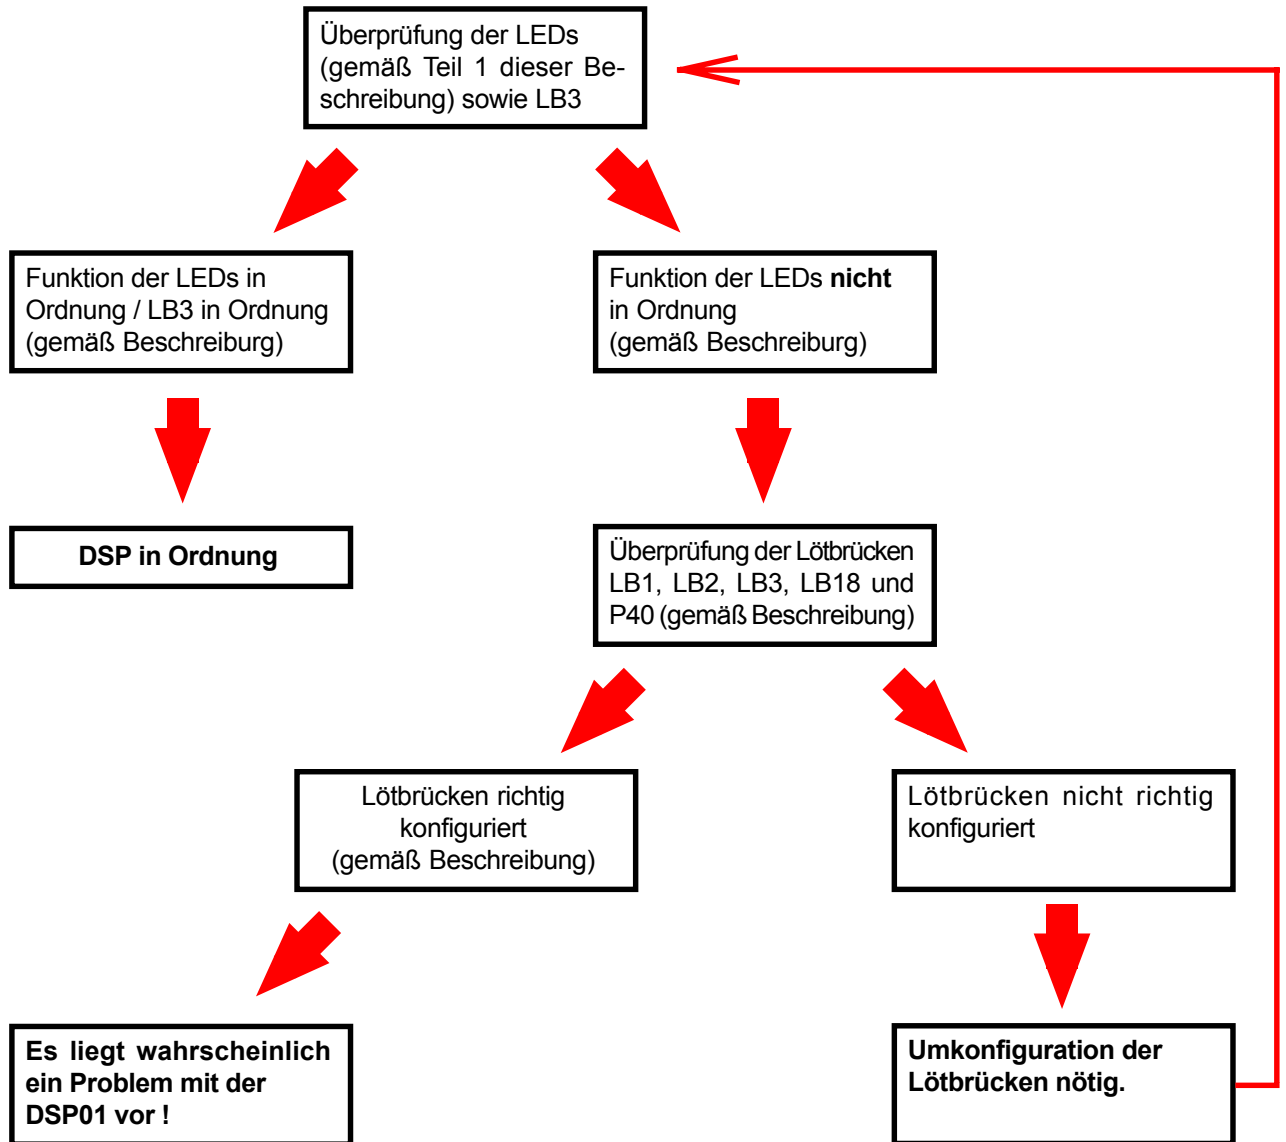 Überprüfung der LEDs
(gemäß Teil 1 dieser Be-
schreibung) sowie LB3
Funktion der LEDs in
Ordnung / LB3 in Ordnung
(gemäß Beschreiburg)
Funktion der LEDs nicht
in Ordnung
(gemäß Beschreiburg)
DSP in Ordnung
Überprüfung der Lötbrücken
LB1, LB2, LB3, LB18 und
P40 (gemäß Beschreibung)
Lötbrücken richtig
konfiguriert
(gemäß Beschreibung)
Lötbrücken nicht richtig
konfiguriert
Es liegt wahrscheinlich
ein Problem mit der
DSP01 vor !
Umkonfiguration der
Lötbrücken nötig.